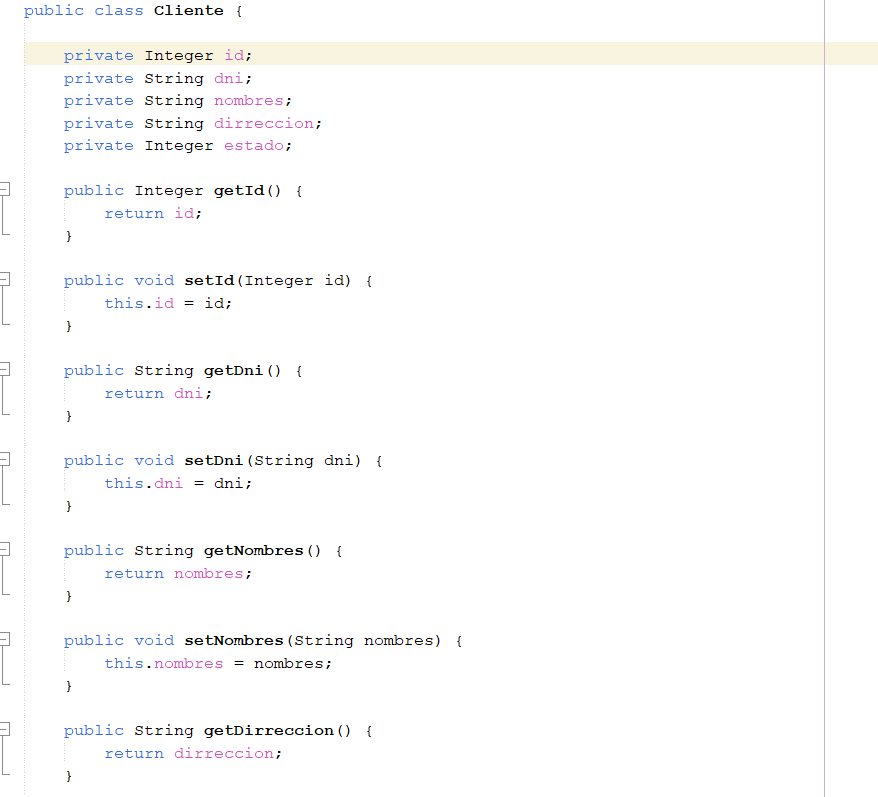 public class Cliente {
private Integer id;
private String dni;
private String nombres;
private String dirreccion;
private Integer estado;
public Integer getId() {
return id;
}
public void setId(Integer id) {
this.id = id;
}
public String getDni() {
return dni;
}
public void setDni(String dni) {
this.dni = dni;
}
public String getNombres() {
return nombres;
}
public void setNombres(String nombres) {
this.nombres = nombres;
}
public String getDirreccion() {
return dirreccion;
}